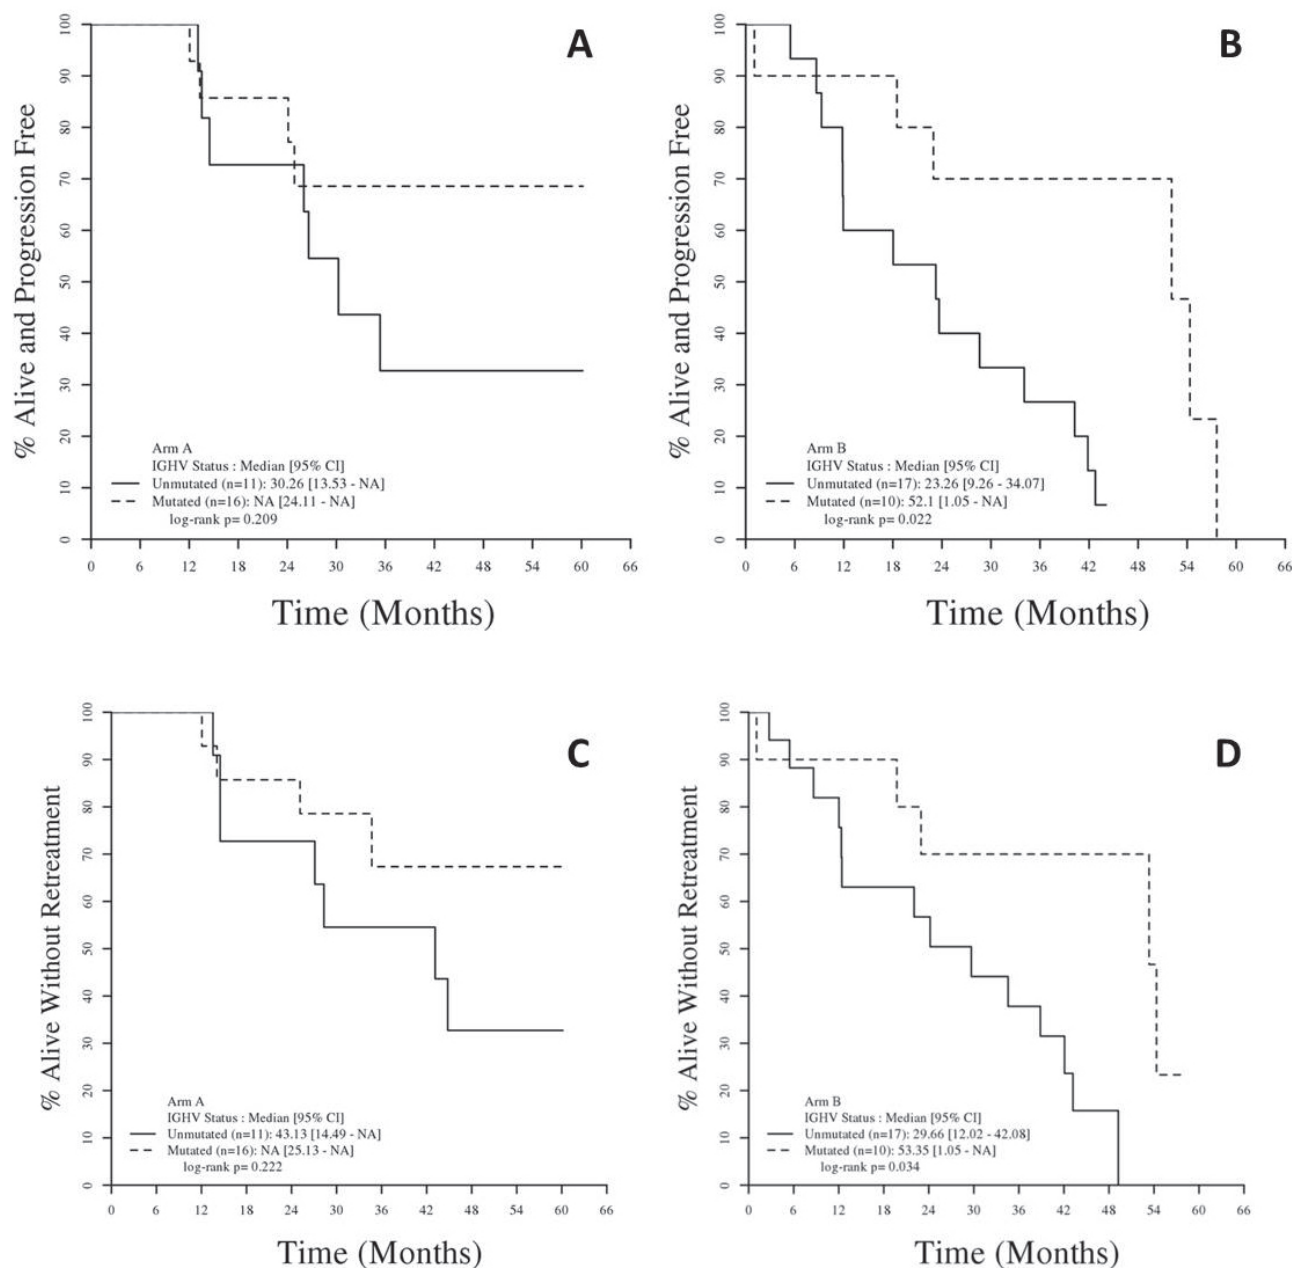 A
% Alive and Progression Free
100
90
80
70
60
50
40
30
20
10
0
Arm A
IGHV Status : Median [95% CI]
Unmutated (n=11): 30.26 [13.53 - NA]
Mutated (n=16): NA [24.11 - NA]
log-rank p= 0.209
0 6 12 18 24 30 36 42 48 54 60 66
Time (Months)
B
% Alive and Progression Free
100
90
80
70
60
50
40
30
20
10
0
Arm B
IGHV Status : Median [95% CI]
Unmutated (n=17): 23.26 [9.26 - 34.07]
Mutated (n=10): 52.1 [1.05 - NA]
log-rank p= 0.022
0 6 12 18 24 30 36 42 48 54 60 66
Time (Months)
C
% Alive Without Retreatment
100
90
80
70
60
50
40
30
20
10
0
Arm A
IGHV Status : Median [95% CI]
Unmutated (n=11): 43.13 [14.49 - NA]
Mutated (n=16): NA [25.13 - NA]
log-rank p= 0.222
0 6 12 18 24 30 36 42 48 54 60 66
Time (Months)
D
% Alive Without Retreatment
100
90
80
70
60
50
40
30
20
10
0
Arm B
IGHV Status : Median [95% CI]
Unmutated (n=17): 29.66 [12.02 - 42.08]
Mutated (n=10): 53.35 [1.05 - NA]
log-rank p= 0.034
0 6 12 18 24 30 36 42 48 54 60 66
Time (Months)